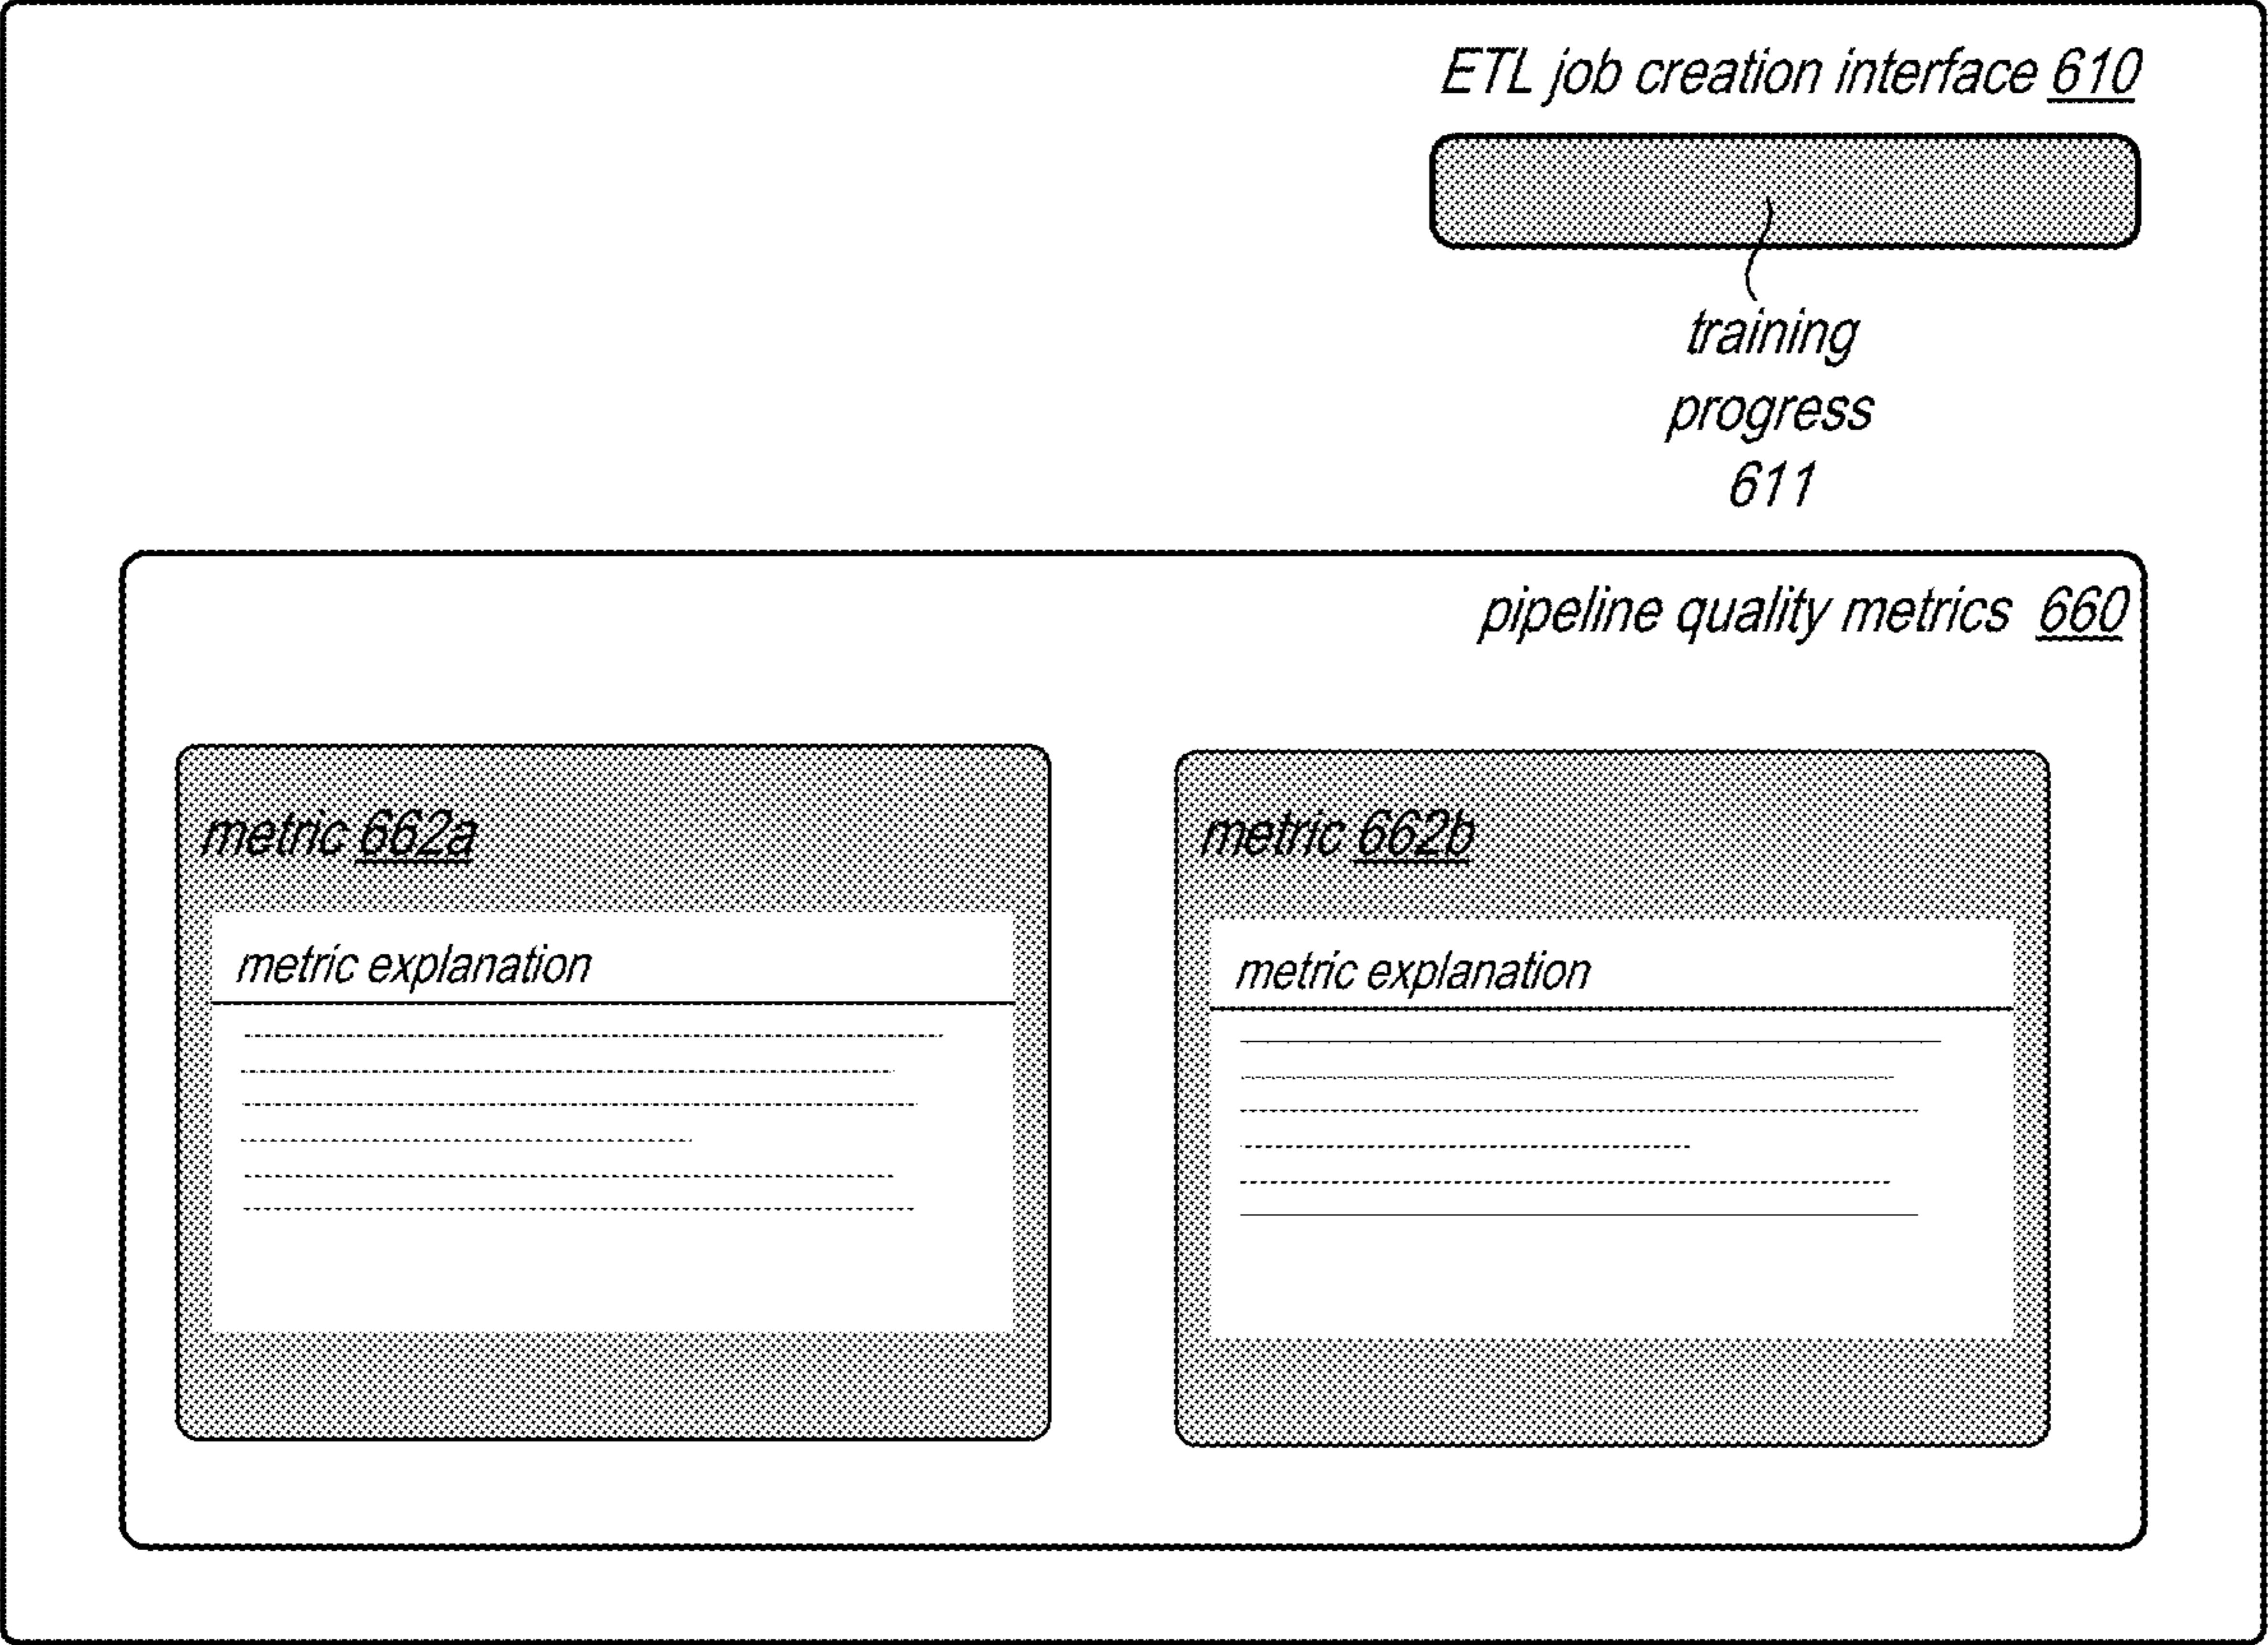 ETL job creation interface 610
training
progress
611
pipeline quality metrics 660
metric 662a
metric explanation
metric 662b
metric explanation